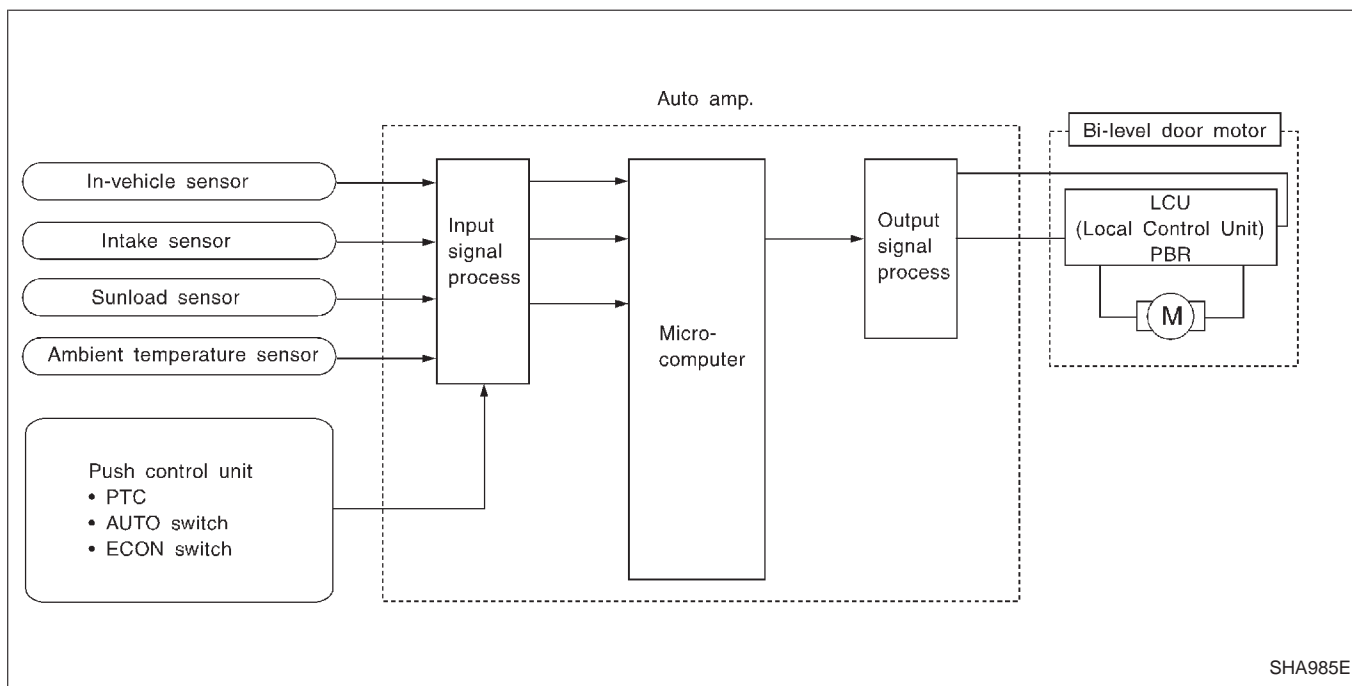 Auto amp.
Bi-level door motor
In-vehicle sensor
Intake sensor
Sunload sensor
Ambient temperature sensor
Input
signal
process
Micro-
computer
Output
signal
process
LCU
(Local Control Unit)
PBR
M
Push control unit
• PTC
• AUTO switch
• ECON switch
SHA985E